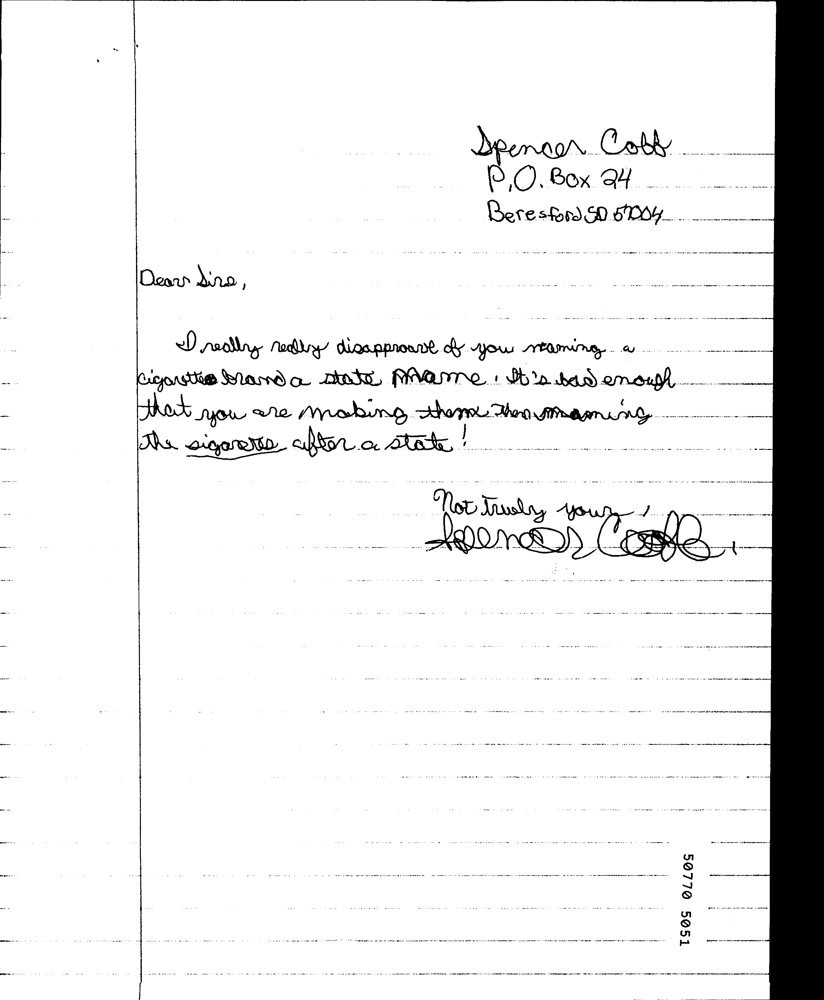 Spencer Cobb
P.O. Box 24
Beresford SD 57004
Dear Sirs,
I really really disapproave of you naming a
cigarette brand a state name. It's bad enough
that you are making them then naming
the sigaretes after a state!
Not truely yours,
Spencer Cobb.
50770 5051